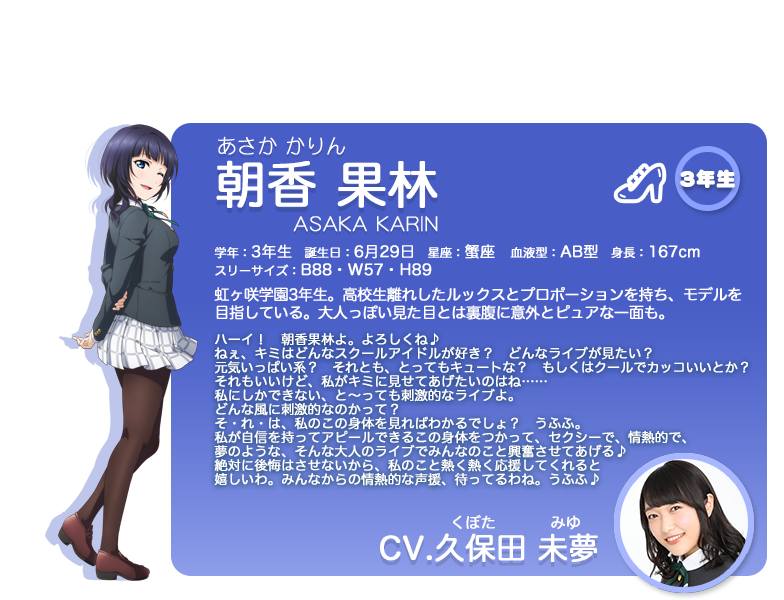 あさか かりん
朝香 果林
ASAKA KARIN
3年生
学年：3年生　誕生日：6月29日　星座：蟹座　血液型：AB型　身長：167cm
スリーサイズ：B88・W57・H89
虹ヶ咲学園3年生。高校生離れしたルックスとプロポーションを持ち、モデルを
目指している。大人っぽい見た目とは裏腹に意外とピュアな一面も。
ハーイ！　朝香果林よ。よろしくね♪
ねぇ、キミはどんなスクールアイドルが好き？　どんなライブが見たい？
元気いっぱい系？　それとも、とってもキュートな？　もしくはクールでカッコいいとか？
それもいいけど、私がキミに見せてあげたいのはね……
私にしかできない、と〜っても刺激的なライブよ。
どんな風に刺激的なのかって？
そ・れ・は、私のこの身体を見ればわかるでしょ？　うふふ。
私が自信を持ってアピールできるこの身体をつかって、セクシーで、情熱的で、
夢のような、そんな大人のライブでみんなのこと興奮させてあげる♪
絶対に後悔はさせないから、私のこと熱く熱く応援してくれると
嬉しいわ。みんなからの情熱的な声援、待ってるわね。うふふ♪
くぼた　みゆ
CV.久保田 未夢